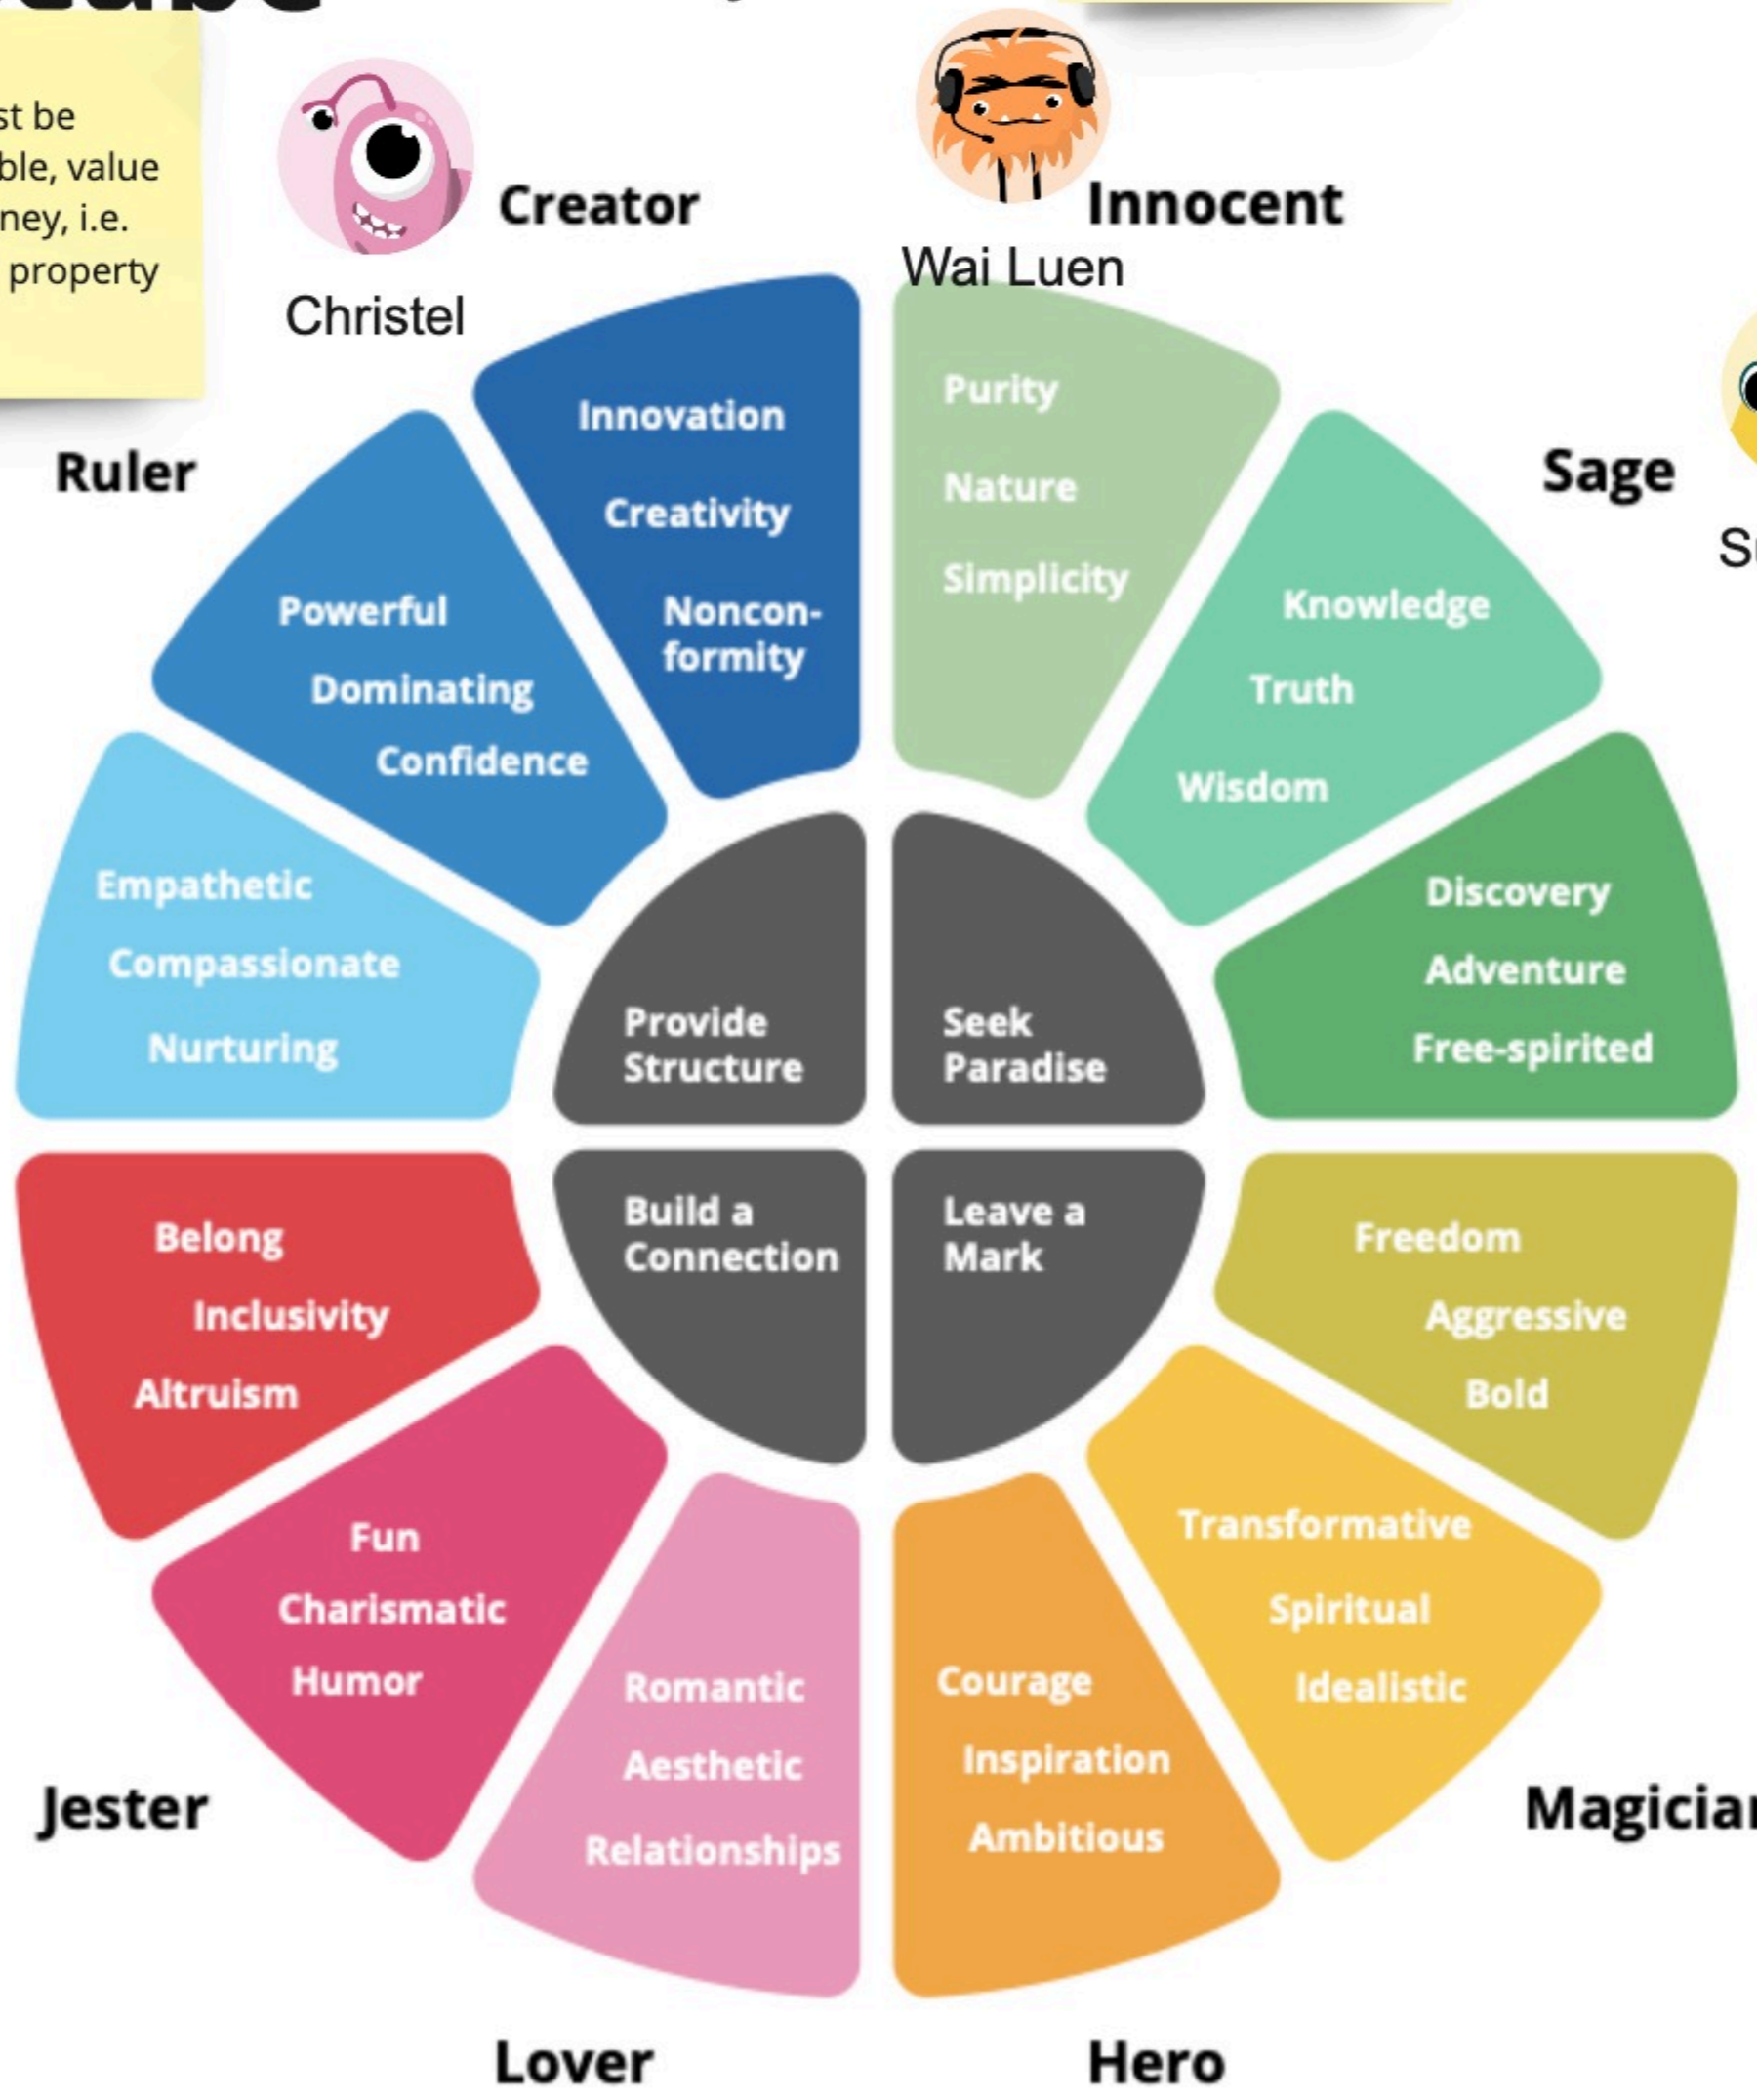 st be
ble, value
ney, i.e.
property
Creator
Christel
Innocent
Wai Luen
Ruler
Sage
Innovation
Creativity
Noncon-
formity
Purity
Nature
Simplicity
Powerful
Dominating
Confidence
Knowledge
Truth
Wisdom
Empathetic
Compassionate
Nurturing
Discovery
Adventure
Free-spirited
Provide
Structure
Seek
Paradise
Build a
Connection
Leave a
Mark
Belong
Inclusivity
Altruism
Freedom
Aggressive
Bold
Fun
Charismatic
Humor
Transformative
Spiritual
Idealistic
Romantic
Aesthetic
Relationships
Courage
Inspiration
Ambitious
Jester
Magician
Lover
Hero